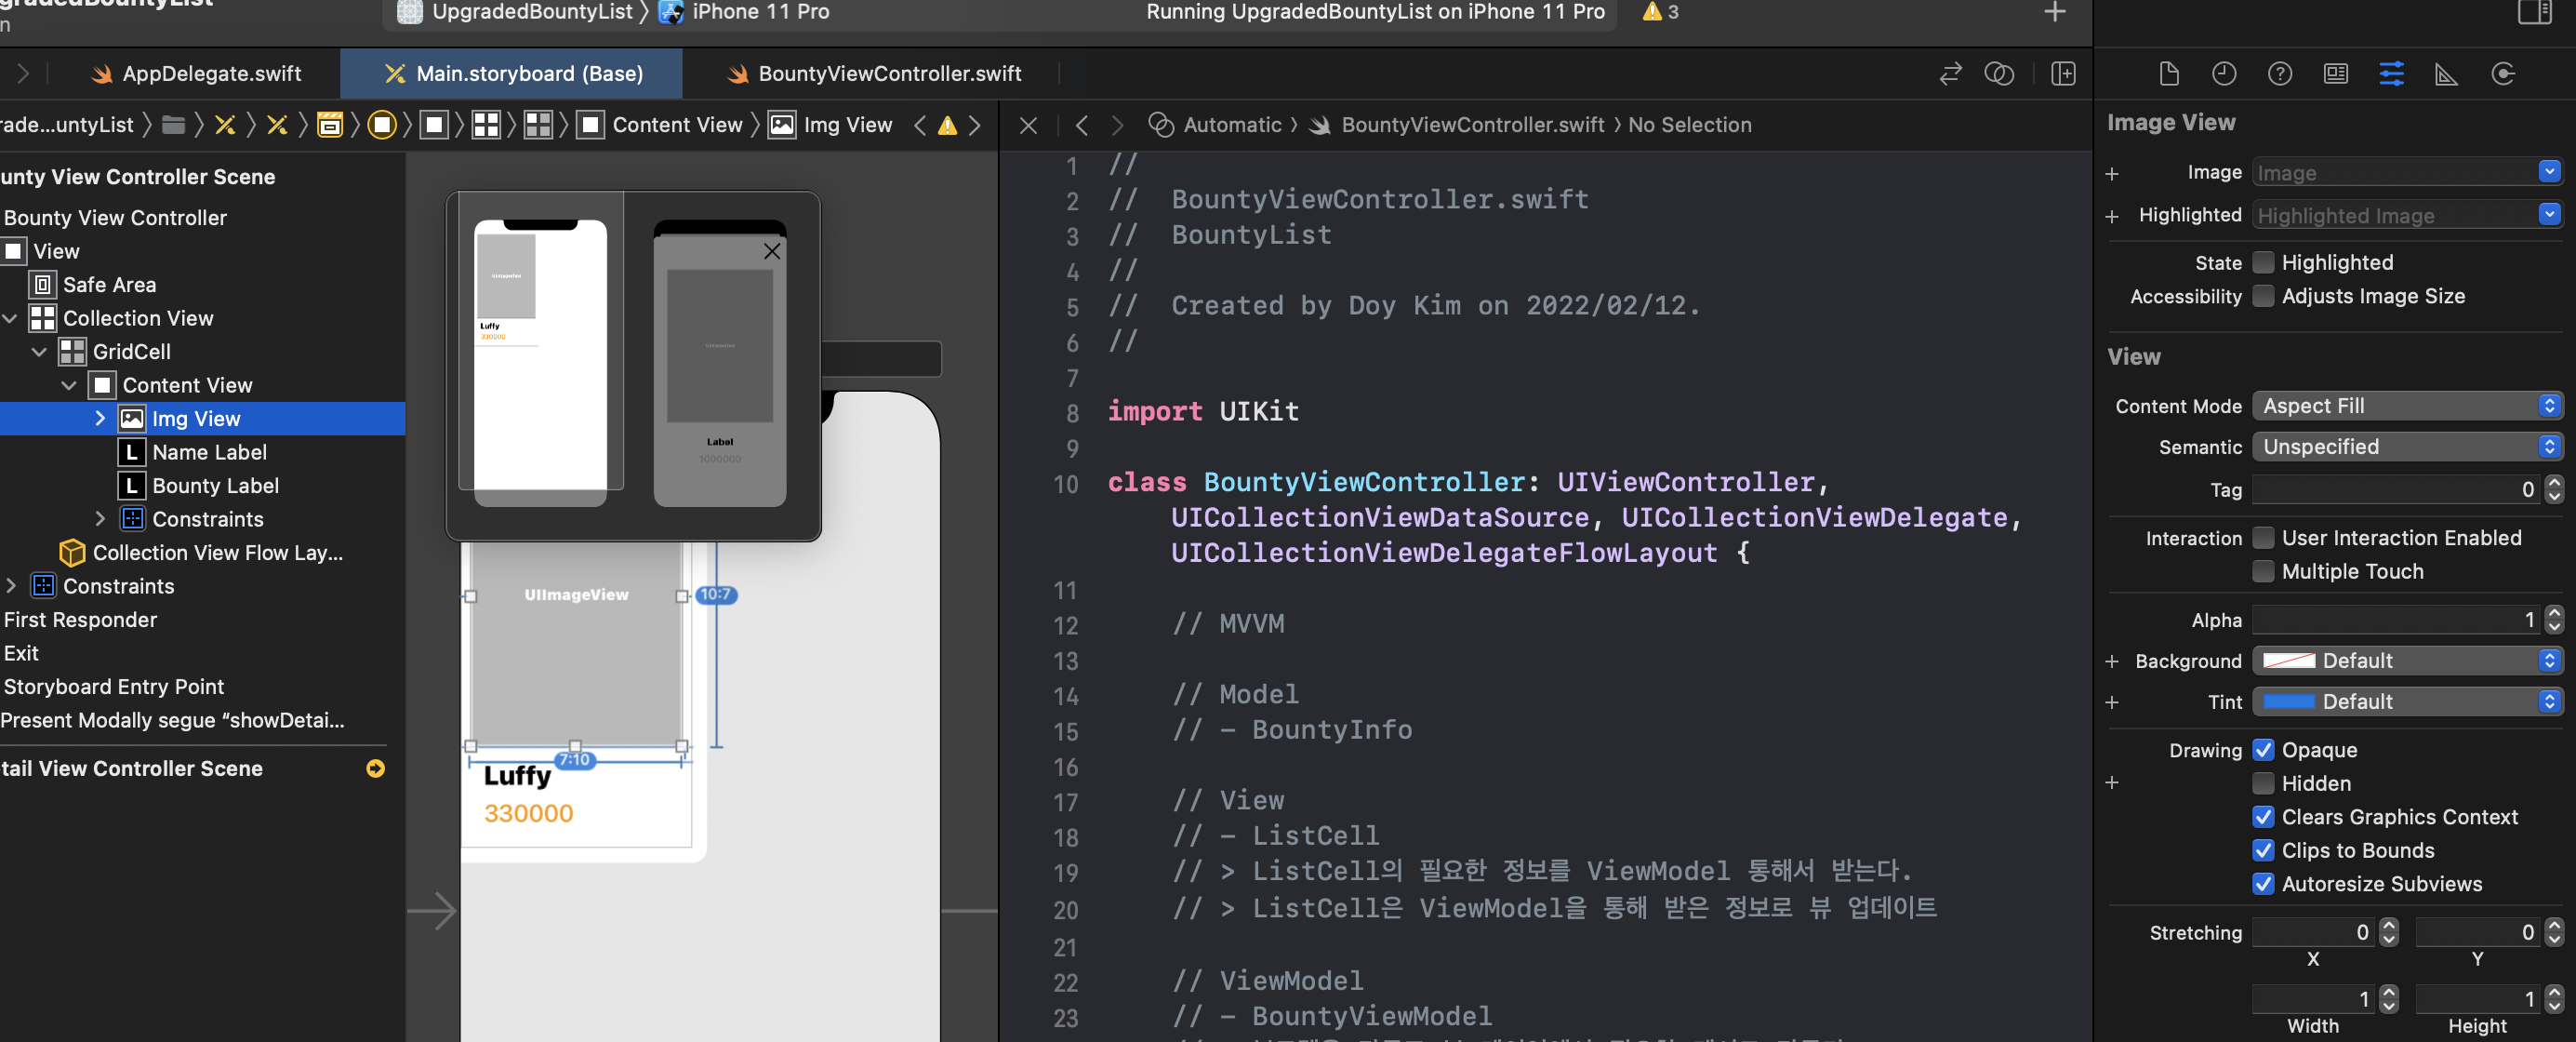 UpgradedBountyList
iPhone 11 Pro
Running UpgradedBountyList on iPhone 11 Pro
3
AppDelegate.swift
Main.storyboard (Base)
BountyViewController.swift
rade...untyList
Content View
Img View
Automatic
BountyViewController.swift
No Selection
unty View Controller Scene
Bounty View Controller
View
Safe Area
Collection View
GridCell
Content View
Img View
L Name Label
L Bounty Label
Constraints
Collection View Flow Lay...
Constraints
First Responder
Exit
Storyboard Entry Point
Present Modally segue “showDetai...
tail View Controller Scene
UIImageView
Luffy
330000
Label
1000000
UIImageView
10:7
7:10
Luffy
330000
1 //
2 // BountyViewController.swift
3 // BountyList
4 //
5 // Created by Doy Kim on 2022/02/12.
6 //
7
8 import UIKit
9
10 class BountyViewController: UIViewController,
UICollectionViewDataSource, UICollectionViewDelegate,
UICollectionViewDelegateFlowLayout {
11
12 // MVVM
13
14 // Model
15 // - BountyInfo
16
17 // View
18 // - ListCell
19 // > ListCell의 필요한 정보를 ViewModel 통해서 받는다.
20 // > ListCell은 ViewModel을 통해 받은 정보로 뷰 업데이트
21
22 // ViewModel
23 // - BountyViewModel
Image View
Image Image
Highlighted Highlighted Image
State Highlighted
Accessibility Adjusts Image Size
View
Content Mode Aspect Fill
Semantic Unspecified
Tag 0
Interaction User Interaction Enabled
Multiple Touch
Alpha 1
Background Default
Tint Default
Drawing Opaque
Hidden
Clears Graphics Context
Clips to Bounds
Autoresize Subviews
Stretching 0 0
X Y
1 1
Width Height